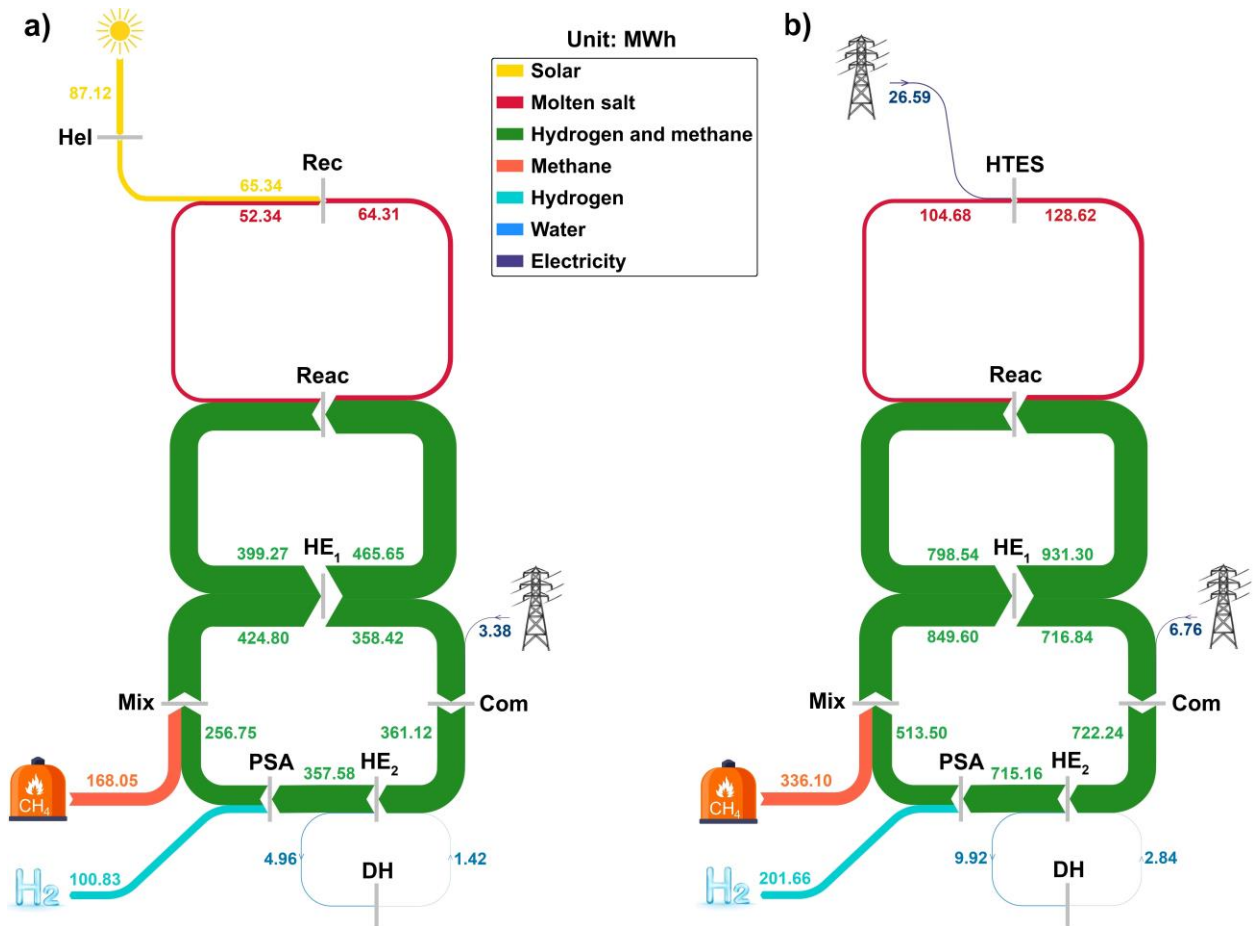 a)
87.12
Hel
Rec
65.34
52.34 64.31
Reac
399.27 HE1 465.65
424.80 358.42
3.38
Mix
Com
256.75 361.12
168.05
PSA 357.58 HE2
CH4
H2 100.83
4.96 1.42
DH
Unit: MWh
Solar
Molten salt
Hydrogen and methane
Methane
Hydrogen
Water
Electricity
b)
26.59
HTES
104.68 128.62
Reac
798.54 HE1 931.30
849.60 716.84
6.76
Mix
Com
513.50 722.24
336.10
PSA 715.16 HE2
CH4
H2 201.66
9.92 2.84
DH